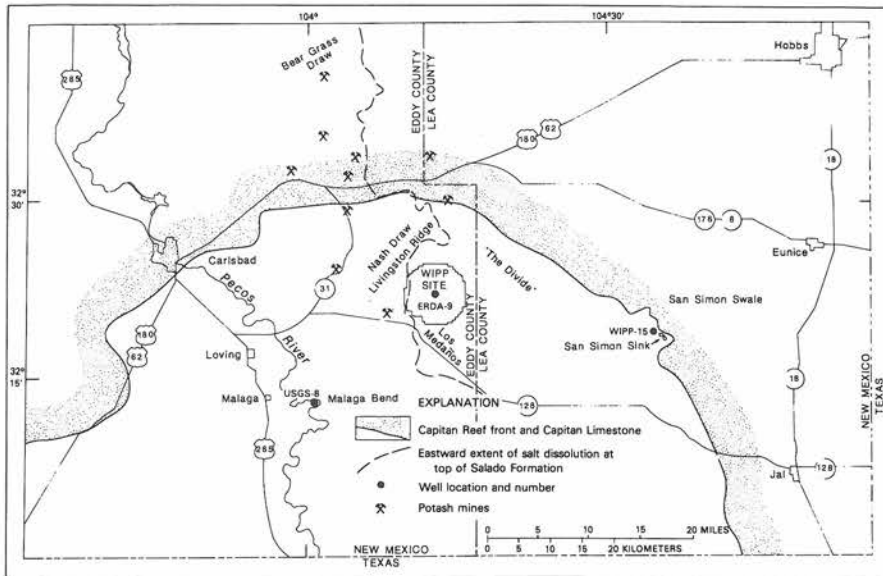 104°
104°30'
Hobbs
Bear Grass
Draw
285
EDDY COUNTY
LEA COUNTY
62
180
18
32°
30'
176
8
Eunice
Carlsbad
Nash Draw
Livingston Ridge
"The Divide"
31
WIPP
SITE
ERDA-9
San Simon Swale
Pecos
River
WIPP-15
San Simon Sink
Los
Medaños
EDDY COUNTY
LEA COUNTY
180
62
Loving
32°
15'
18
NEW MEXICO
TEXAS
Malaga
USGS-8
Malaga Bend
128
EXPLANATION
Capitan Reef front and Capitan Limestone
Eastward extent of salt dissolution at
top of Salado Formation
Well location and number
Potash mines
285
Jal
128
0 5 10 15 20 MILES
0 5 10 15 20 KILOMETERS
NEW MEXICO
TEXAS